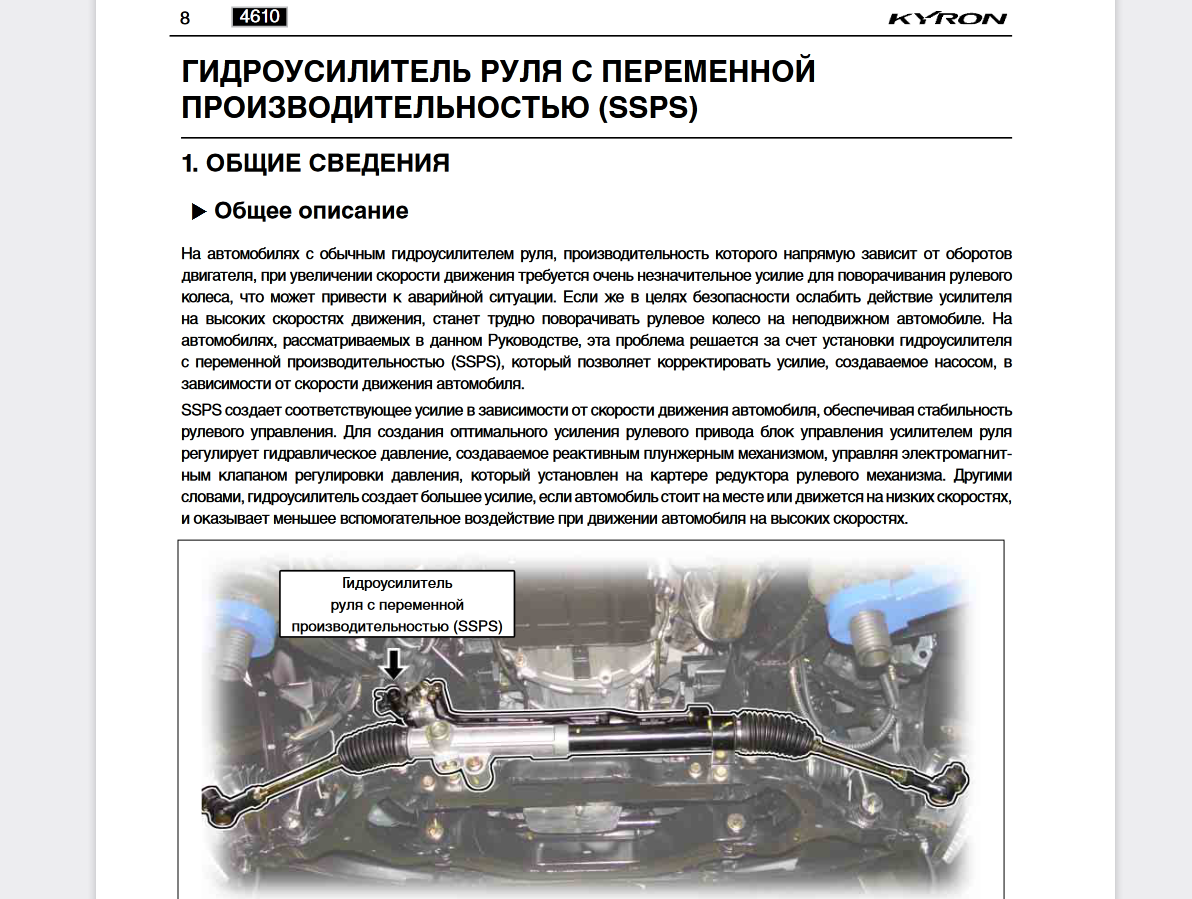 8 4610 KYRON
ГИДРОУСИЛИТЕЛЬ РУЛЯ С ПЕРЕМЕННОЙ
ПРОИЗВОДИТЕЛЬНОСТЬЮ (SSPS)
1. ОБЩИЕ СВЕДЕНИЯ
▶ Общее описание
На автомобилях с обычным гидроусилителем руля, производительность которого напрямую зависит от оборотов
двигателя, при увеличении скорости движения требуется очень незначительное усилие для поворачивания рулевого
колеса, что может привести к аварийной ситуации. Если же в целях безопасности ослабить действие усилителя
на высоких скоростях движения, станет трудно поворачивать рулевое колесо на неподвижном автомобиле. На
автомобилях, рассматриваемых в данном Руководстве, эта проблема решается за счет установки гидроусилителя
с переменной производительностью (SSPS), который позволяет корректировать усилие, создаваемое насосом, в
зависимости от скорости движения автомобиля.
SSPS создает соответствующее усилие в зависимости от скорости движения автомобиля, обеспечивая стабильность
рулевого управления. Для создания оптимального усиления рулевого привода блок управления усилителем руля
регулирует гидравлическое давление, создаваемое реактивным плунжерным механизмом, управляя электромагнит-
ным клапаном регулировки давления, который установлен на картере редуктора рулевого механизма. Другими
словами, гидроусилитель создает большее усилие, если автомобиль стоит на месте или движется на низких скоростях,
и оказывает меньшее вспомогательное воздействие при движении автомобиля на высоких скоростях.
Гидроусилитель
руля с переменной
производительностью (SSPS)